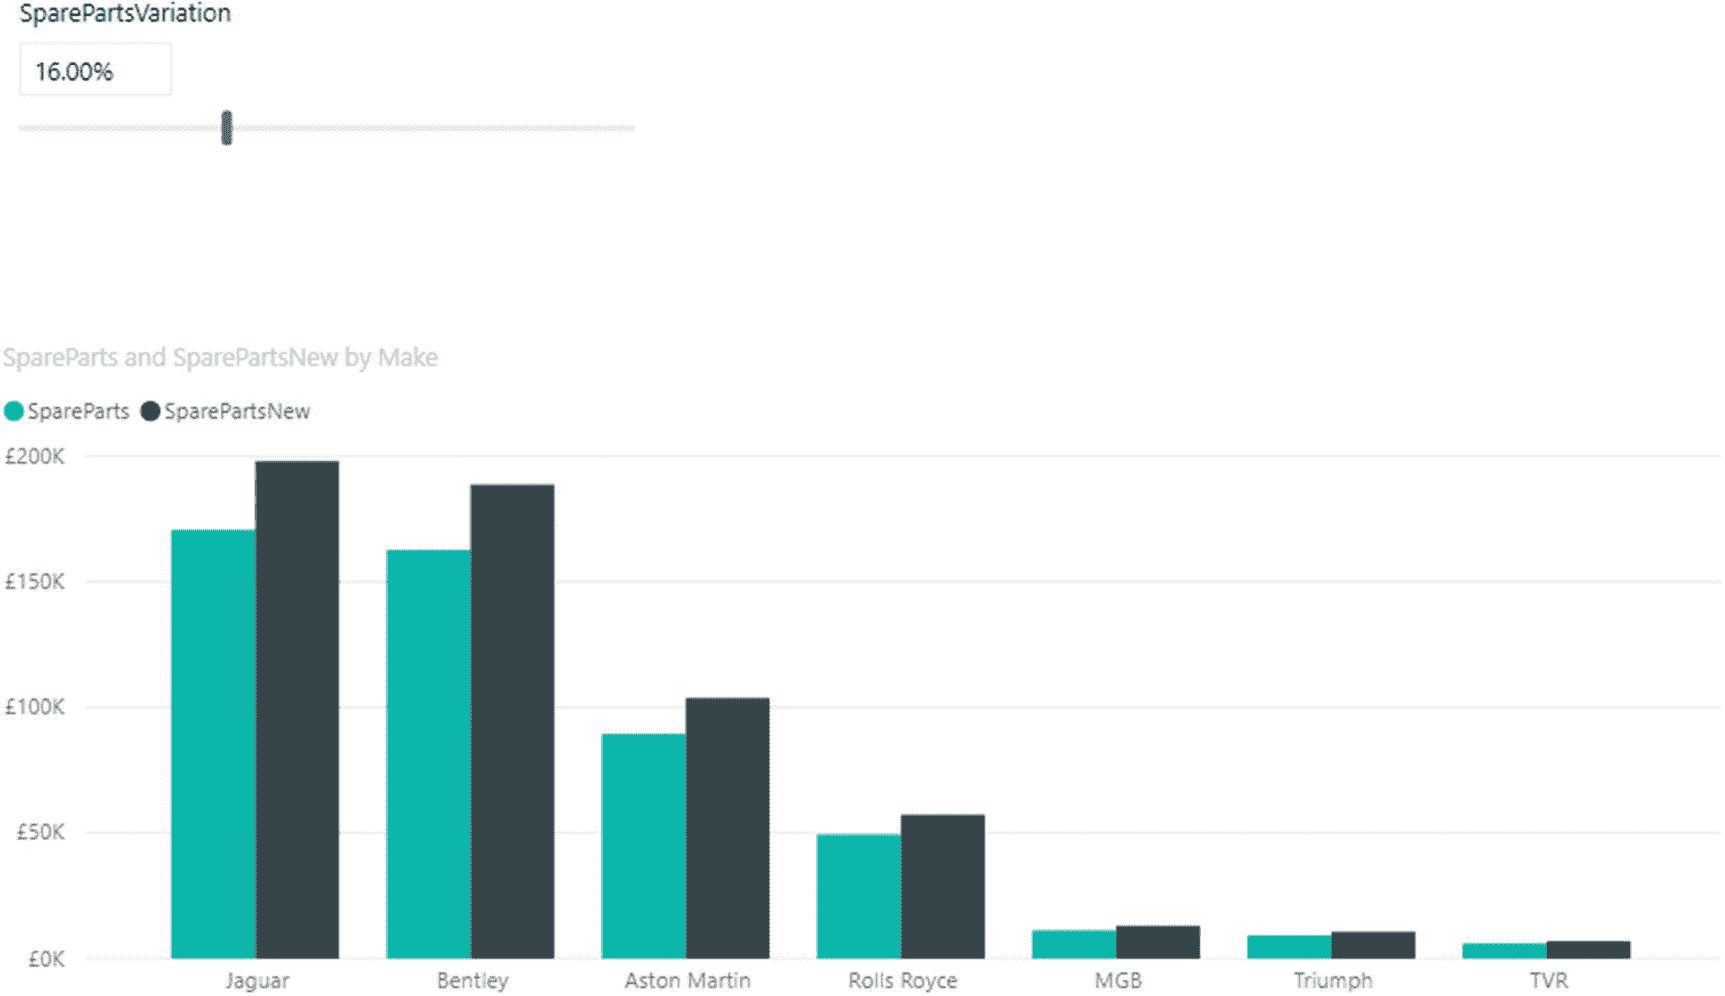 SparePartsVariation
16.00%
SpareParts and SparePartsNew by Make
SpareParts SparePartsNew
£200K
£150K
£100K
£50K
£0K
Jaguar Bentley Aston Martin Rolls Royce MGB Triumph TVR